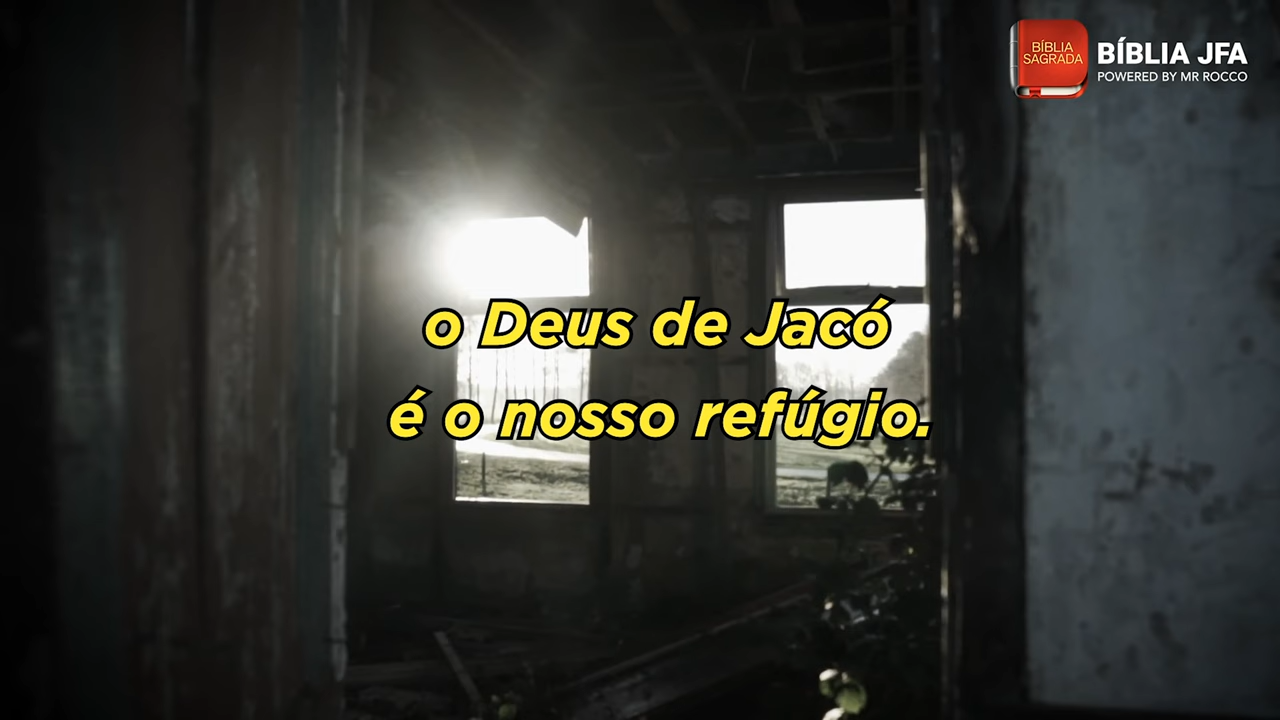 BÍBLIA
SAGRADA
BÍBLIA JFA
POWERED BY MR ROCCO
o Deus de Jacó
é o nosso refúgio.